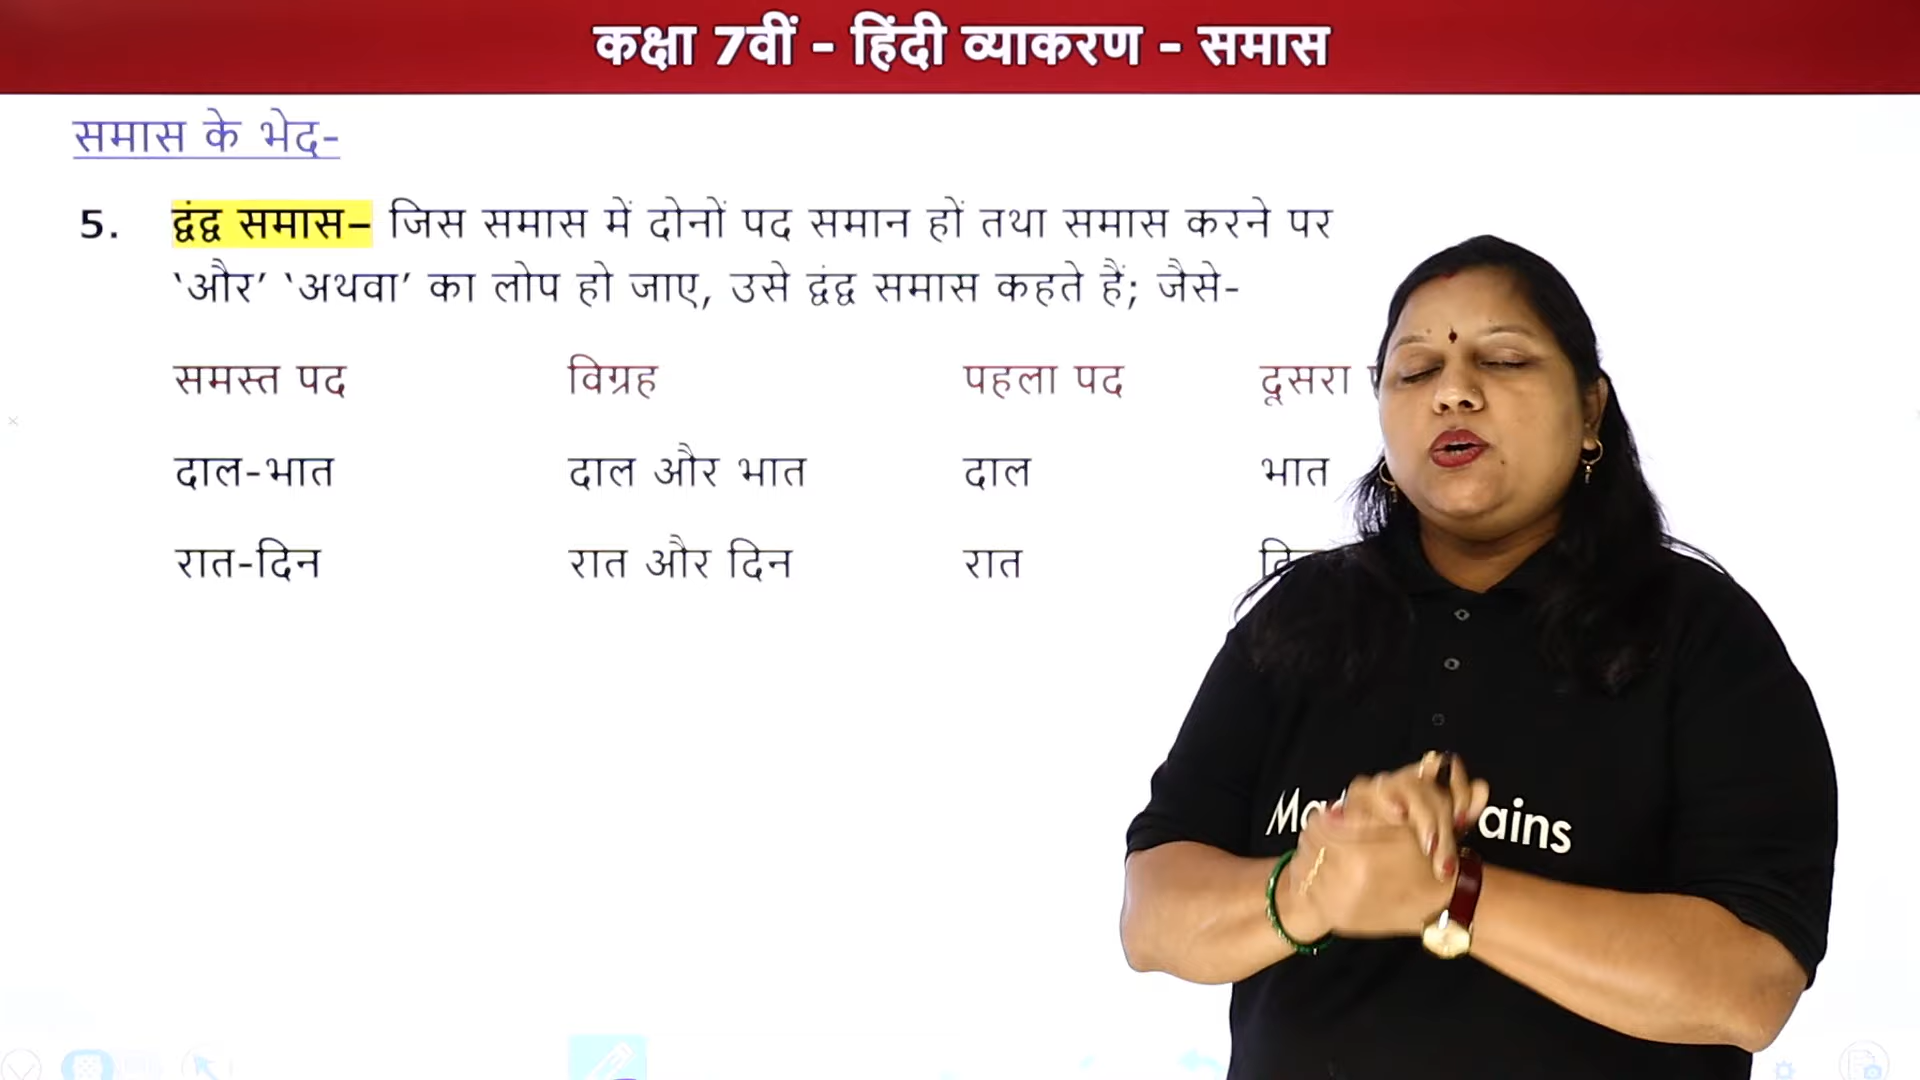 कक्षा 7वीं - हिंदी व्याकरण - समास
समास के भेद-
5. द्वंद्व समास– जिस समास में दोनों पद समान हों तथा समास करने पर
'और' 'अथवा' का लोप हो जाए, उसे द्वंद्व समास कहते हैं; जैसे-
समस्त पद विग्रह पहला पद दूसरा
दाल-भात दाल और भात दाल भात
रात-दिन रात और दिन रात